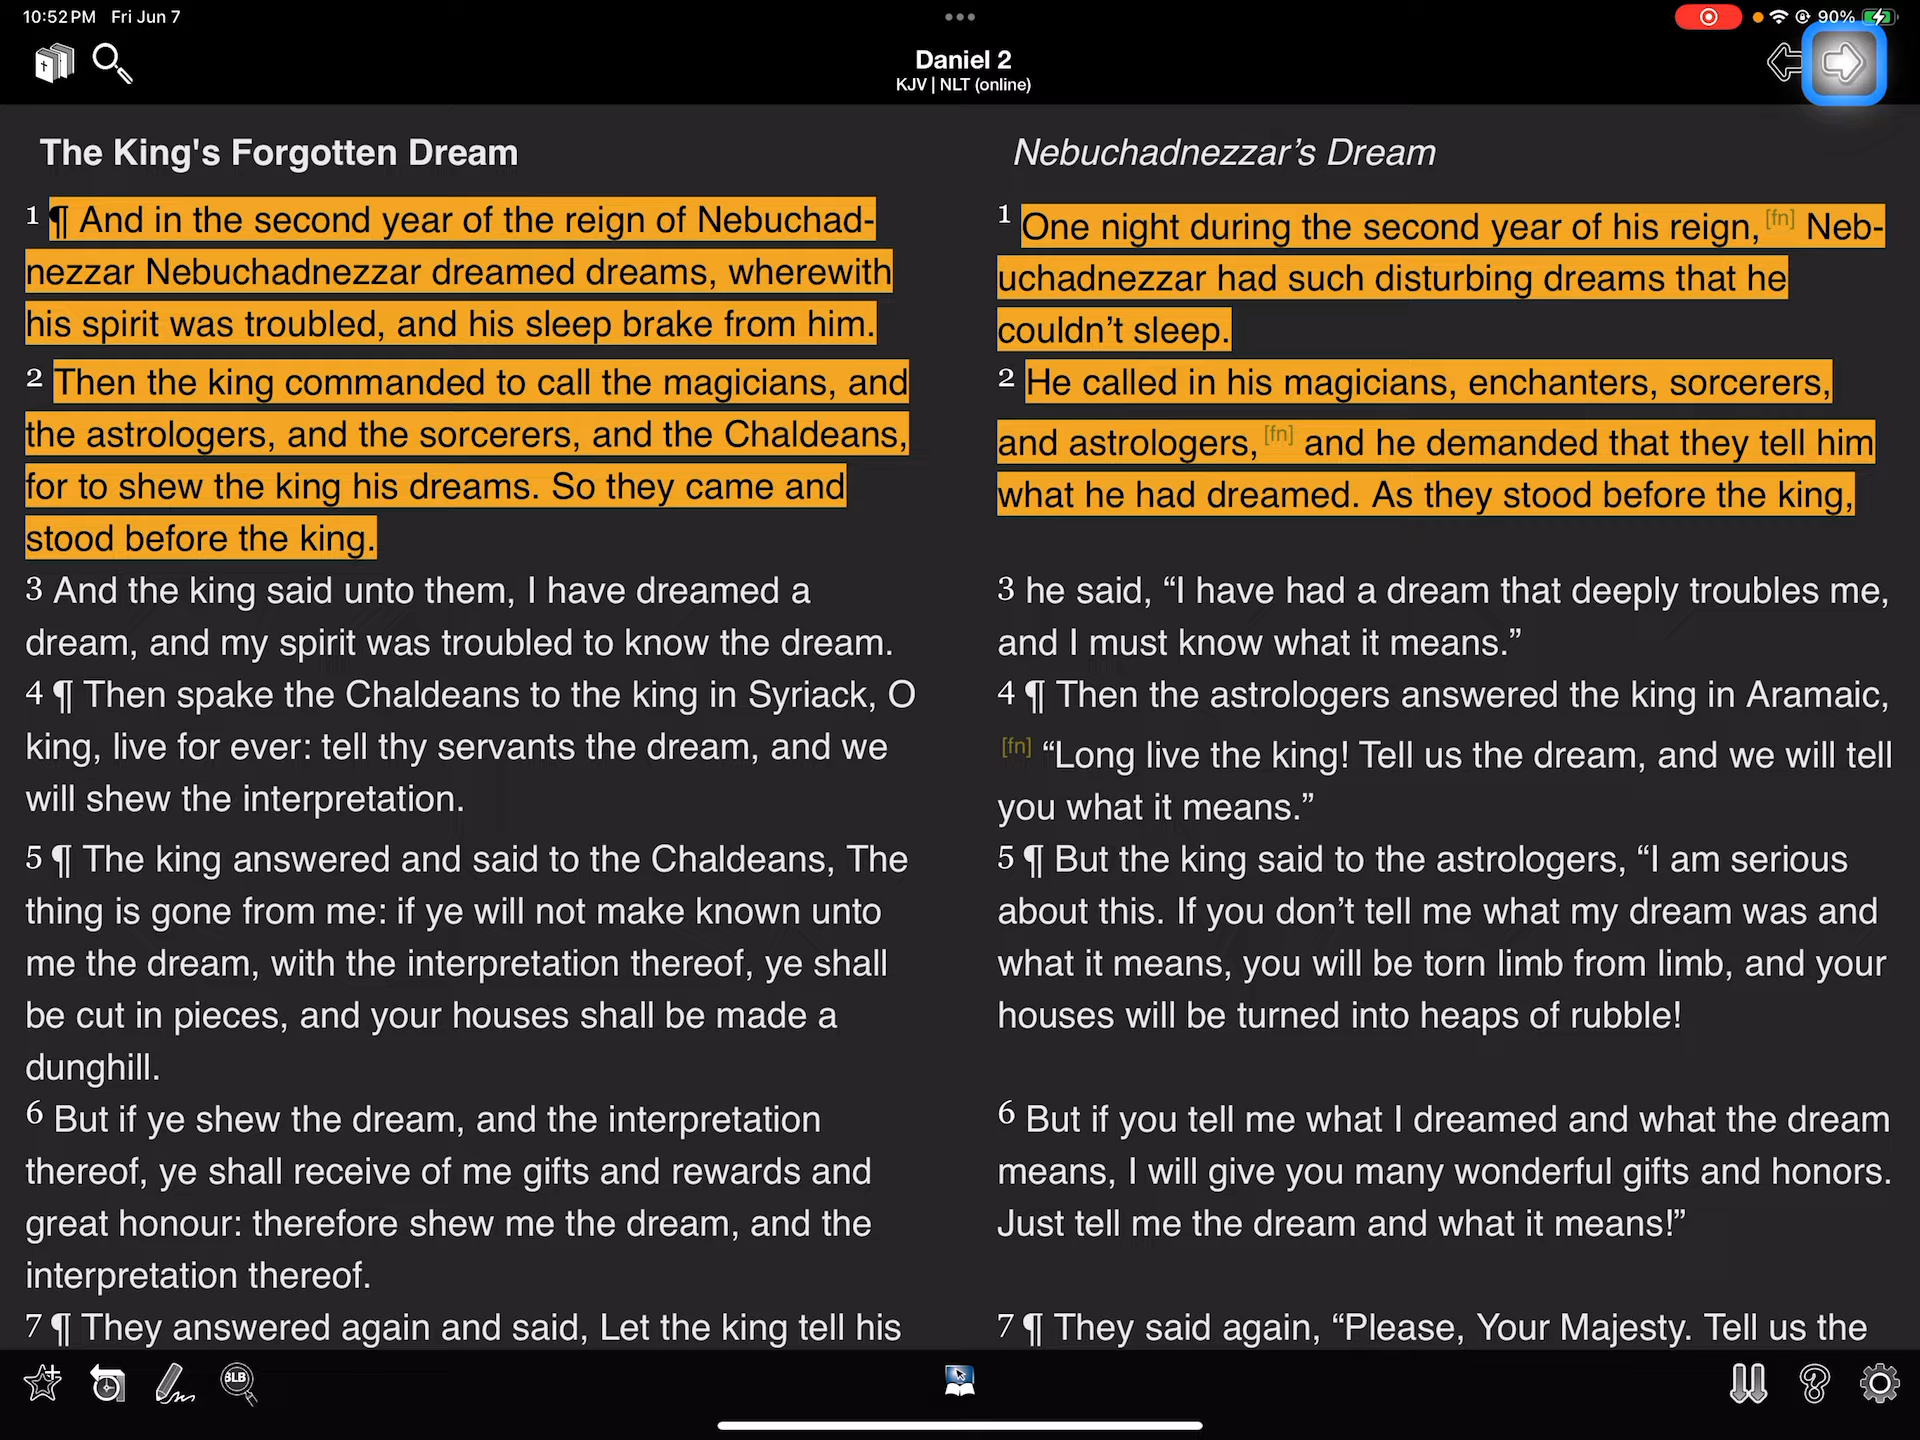 10:52 PM Fri Jun 7
90%
Daniel 2
KJV | NLT (online)
The King's Forgotten Dream
1 ¶ And in the second year of the reign of Nebuchad-
nezzar Nebuchadnezzar dreamed dreams, wherewith
his spirit was troubled, and his sleep brake from him.
2 Then the king commanded to call the magicians, and
the astrologers, and the sorcerers, and the Chaldeans,
for to shew the king his dreams. So they came and
stood before the king.
3 And the king said unto them, I have dreamed a
dream, and my spirit was troubled to know the dream.
4 ¶ Then spake the Chaldeans to the king in Syriack, O
king, live for ever: tell thy servants the dream, and we
will shew the interpretation.
5 ¶ The king answered and said to the Chaldeans, The
thing is gone from me: if ye will not make known unto
me the dream, with the interpretation thereof, ye shall
be cut in pieces, and your houses shall be made a
dunghill.
6 But if ye shew the dream, and the interpretation
thereof, ye shall receive of me gifts and rewards and
great honour: therefore shew me the dream, and the
interpretation thereof.
7 ¶ They answered again and said, Let the king tell his
Nebuchadnezzar’s Dream
1 One night during the second year of his reign,[fn] Neb-
uchadnezzar had such disturbing dreams that he
couldn’t sleep.
2 He called in his magicians, enchanters, sorcerers,
and astrologers,[fn] and he demanded that they tell him
what he had dreamed. As they stood before the king,
3 he said, “I have had a dream that deeply troubles me,
and I must know what it means.”
4 ¶ Then the astrologers answered the king in Aramaic,
[fn] “Long live the king! Tell us the dream, and we will tell
you what it means.”
5 ¶ But the king said to the astrologers, “I am serious
about this. If you don’t tell me what my dream was and
what it means, you will be torn limb from limb, and your
houses will be turned into heaps of rubble!
6 But if you tell me what I dreamed and what the dream
means, I will give you many wonderful gifts and honors.
Just tell me the dream and what it means!”
7 ¶ They said again, “Please, Your Majesty. Tell us the
BLB